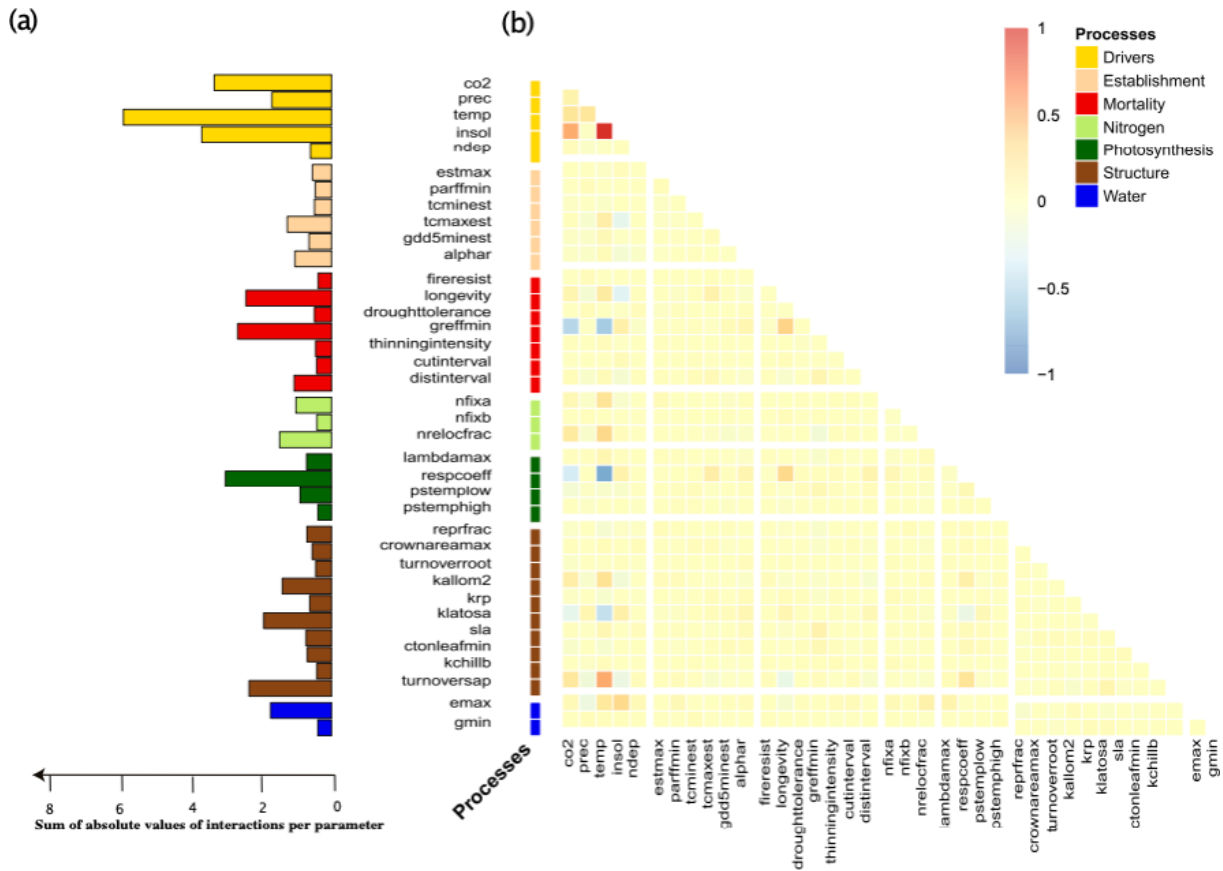 (a)
(b)
co2
prec
temp
insol
ndep
estmax
parffmin
tcminest
tcmaxest
gdd5minest
alphar
fireresist
longevity
droughttolerance
greffmin
thinningintensity
cutinterval
distinterval
nfixa
nfixb
nrelocfrac
lambdamax
respcoeff
pstemplow
pstemphigh
reprfrac
crownareamax
turnoverroot
kallom2
krp
klatosa
sla
ctonleafmin
kchillb
turnoversap
emax
gmin
1
0.5
0
−0.5
−1
Processes
Drivers
Establishment
Mortality
Nitrogen
Photosynthesis
Structure
Water
8
6
4
2
0
Sum of absolute values of interactions per parameter
Processes
co2
prec
temp
insol
ndep
estmax
parffmin
tcminest
tcmaxest
gdd5minest
alphar
fireresist
longevity
droughttolerance
greffmin
thinningintensity
cutinterval
distinterval
nfixa
nfixb
nrelocfrac
lambdamax
respcoeff
pstemplow
pstemphigh
reprfrac
crownareamax
turnoverroot
kallom2
krp
klatosa
sla
ctonleafmin
kchillb
emax
gmin